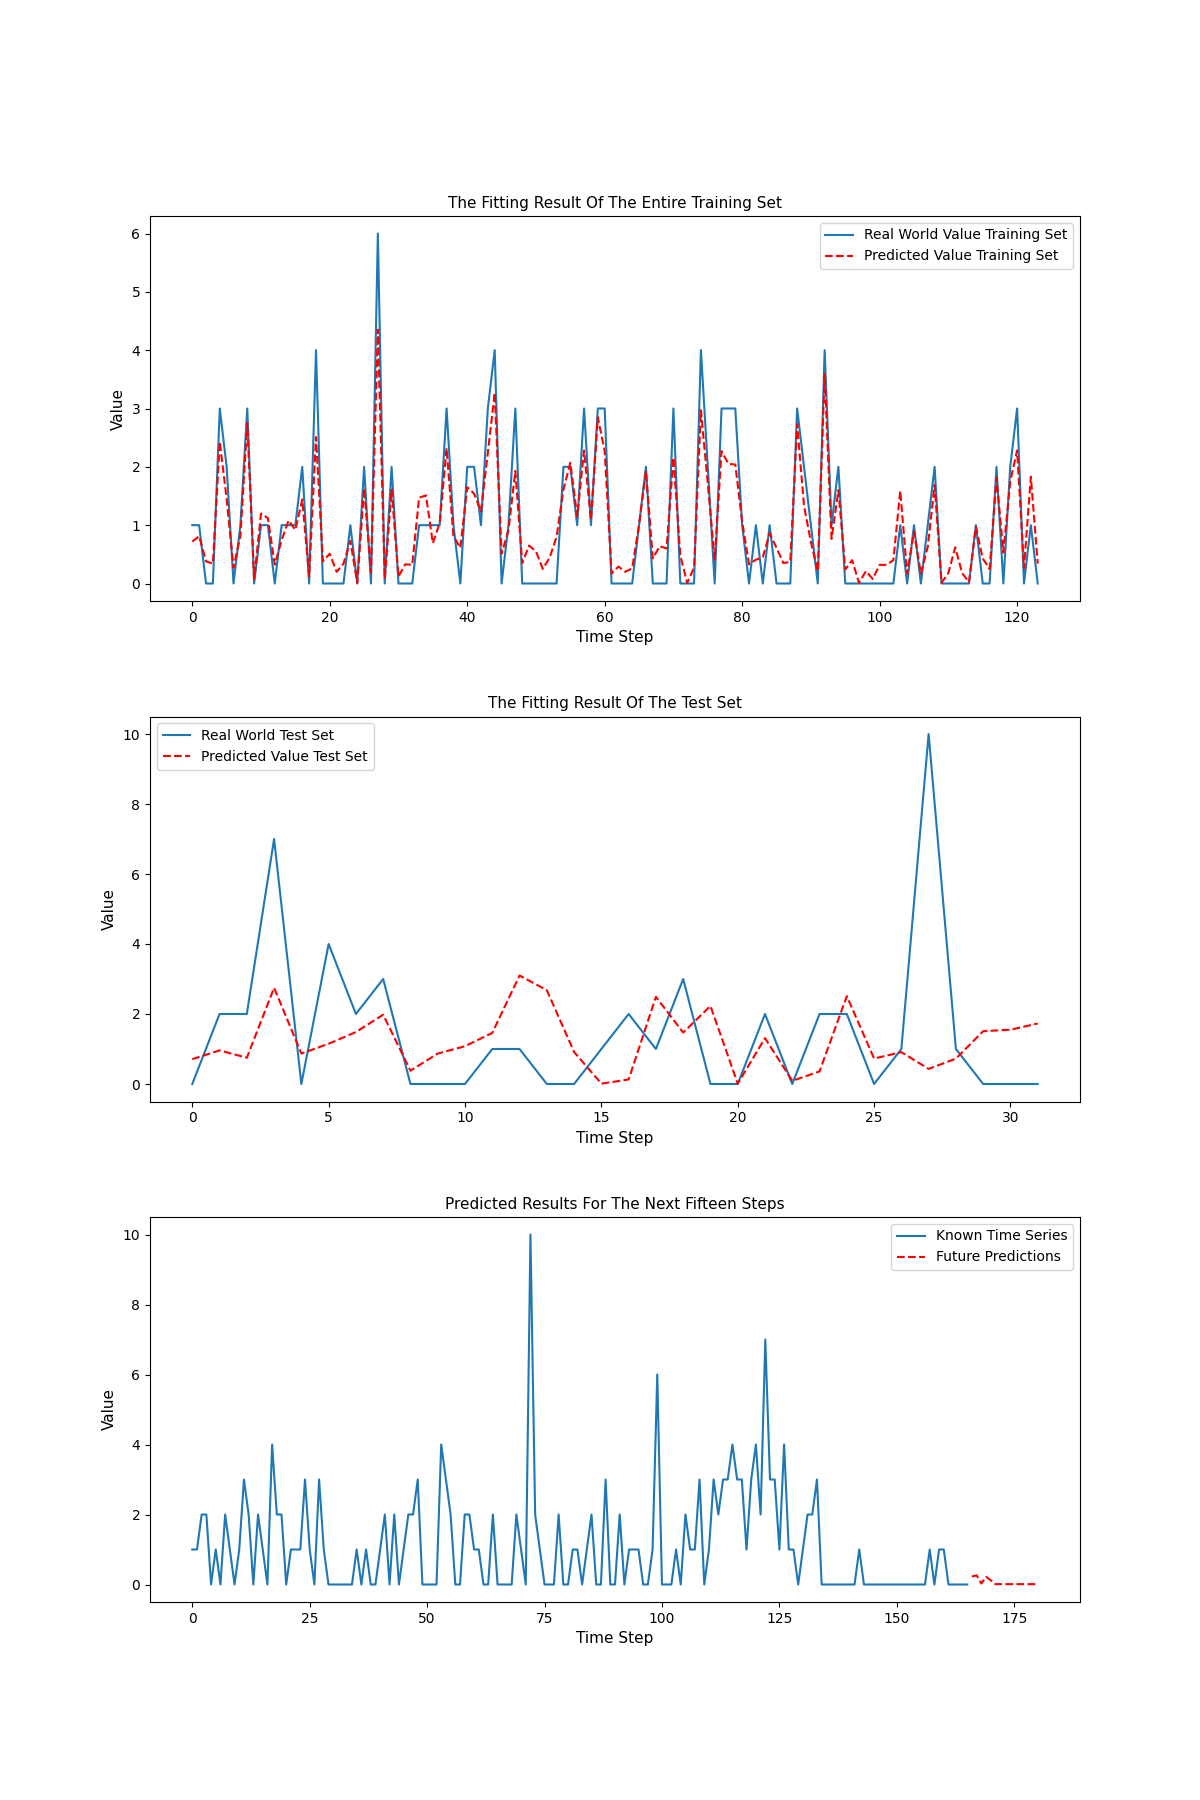 The Fitting Result Of The Entire Training Set
Real World Value Training Set
Predicted Value Training Set
Value
6
5
4
3
2
1
0
0 20 40 60 80 100 120
Time Step
The Fitting Result Of The Test Set
Real World Test Set
Predicted Value Test Set
Value
10
8
6
4
2
0
0 5 10 15 20 25 30
Time Step
Predicted Results For The Next Fifteen Steps
Known Time Series
Future Predictions
Value
10
8
6
4
2
0
0 25 50 75 100 125 150 175
Time Step